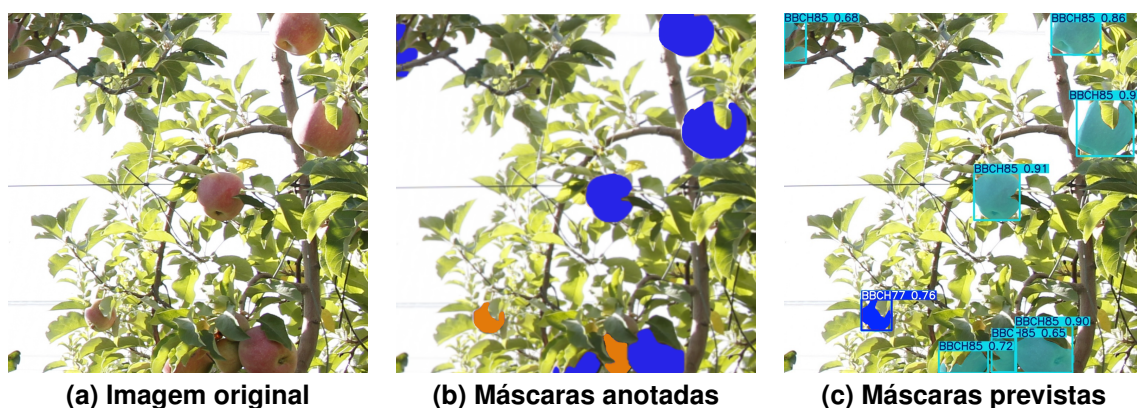 BBCH85 0.68
BBCH85 0.86
BBCH85 0.9
BBCH85 0.91
BBCH77 0.76
BBCH85 0.90
BBCH85 0.65
BBCH85 0.72
(a) Imagem original
(b) Máscaras anotadas
(c) Máscaras previstas